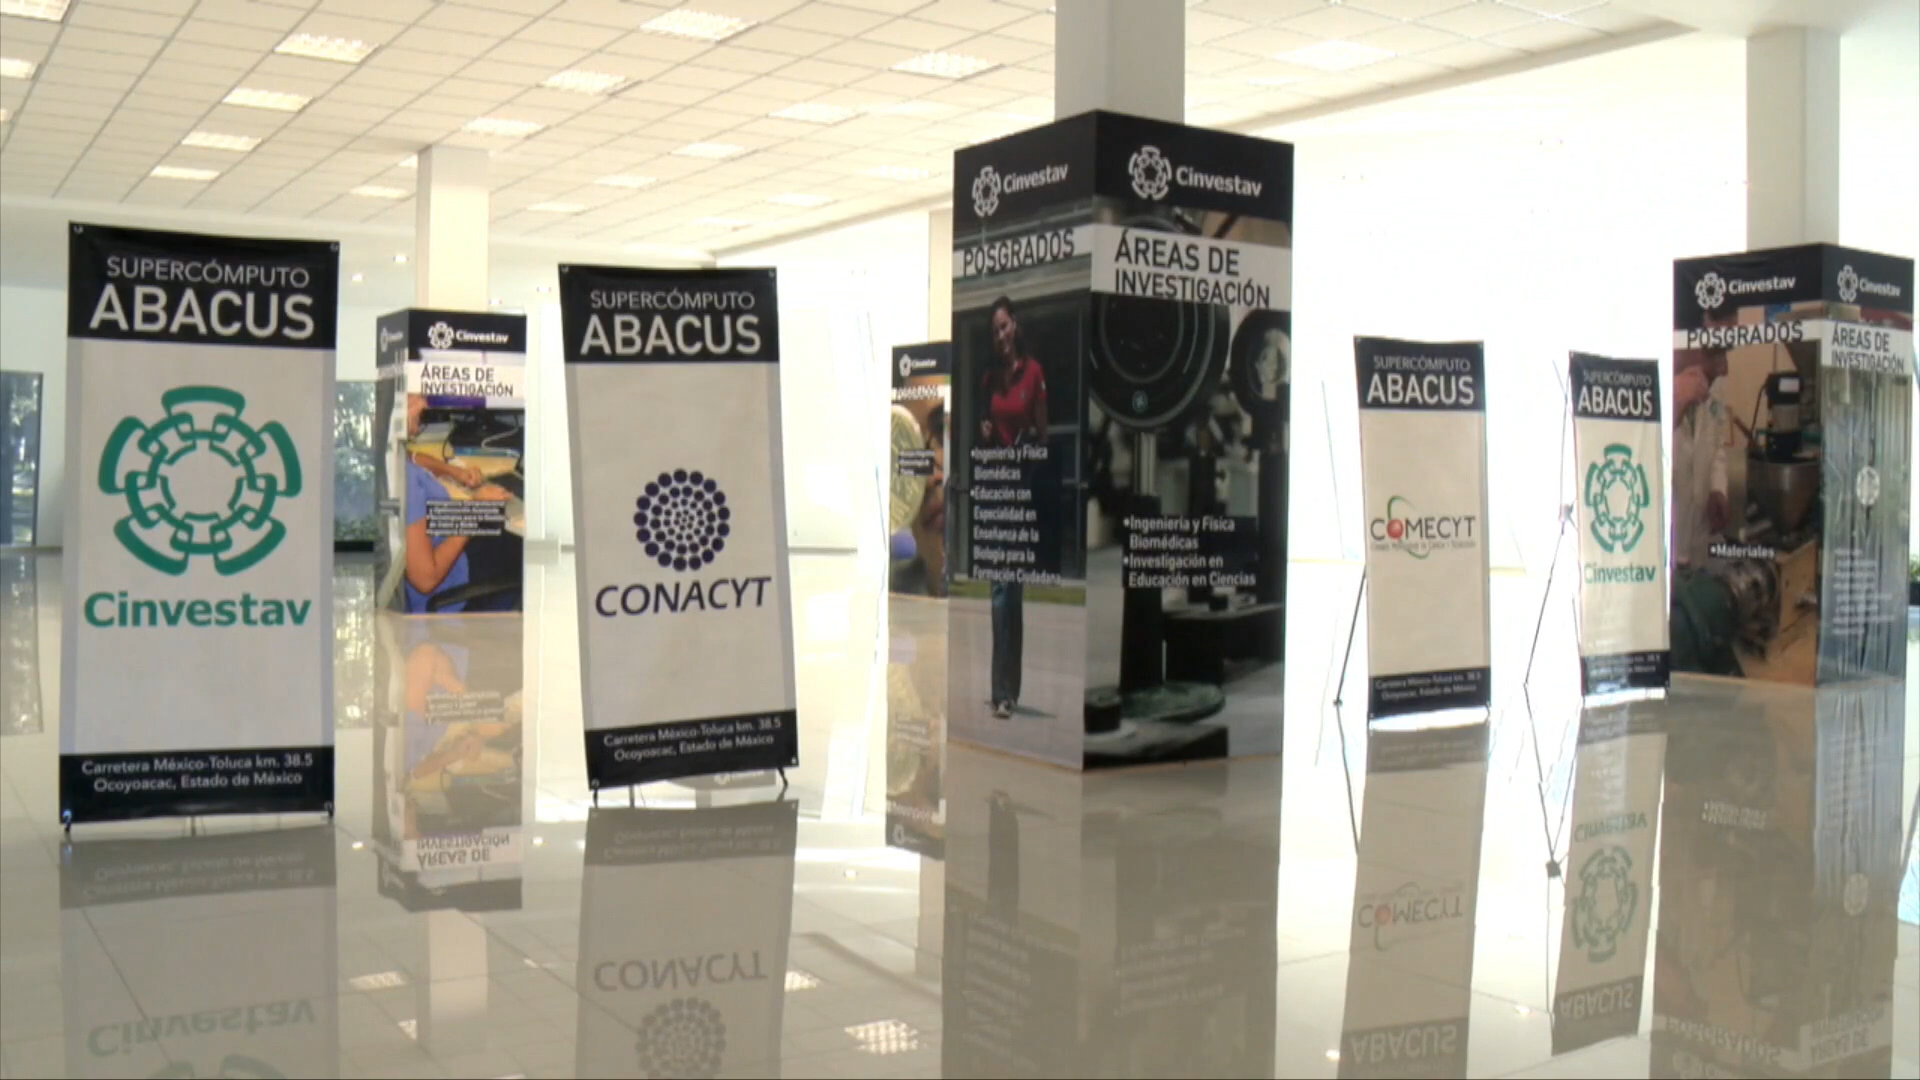 SUPERCÓMPUTO
ABACUS
Cinvestav
Carretera México-Toluca km. 38.5
Ocoyoacac, Estado de México
Cinvestav
ÁREAS DE
INVESTIGACIÓN
SUPERCÓMPUTO
ABACUS
CONACYT
Carretera México-Toluca km. 38.5
Ocoyoacac, Estado de México
Cinvestav
POSGRADOS
Cinvestav
POSGRADOS
•Ingeniería y Física
Biomédicas
•Educación con
Especialidad en
Enseñanza de la
Biología para la
Formación Ciudadana
Cinvestav
ÁREAS DE
INVESTIGACIÓN
•Ingeniería y Física
Biomédicas
•Investigación en
Educación en Ciencias
SUPERCÓMPUTO
ABACUS
COMECYT
Carretera México-Toluca km. 38.5
Ocoyoacac, Estado de México
SUPERCÓMPUTO
ABACUS
Cinvestav
Cinvestav
POSGRADOS
•Materiales
Cinvestav
ÁREAS DE
INVESTIGACIÓN